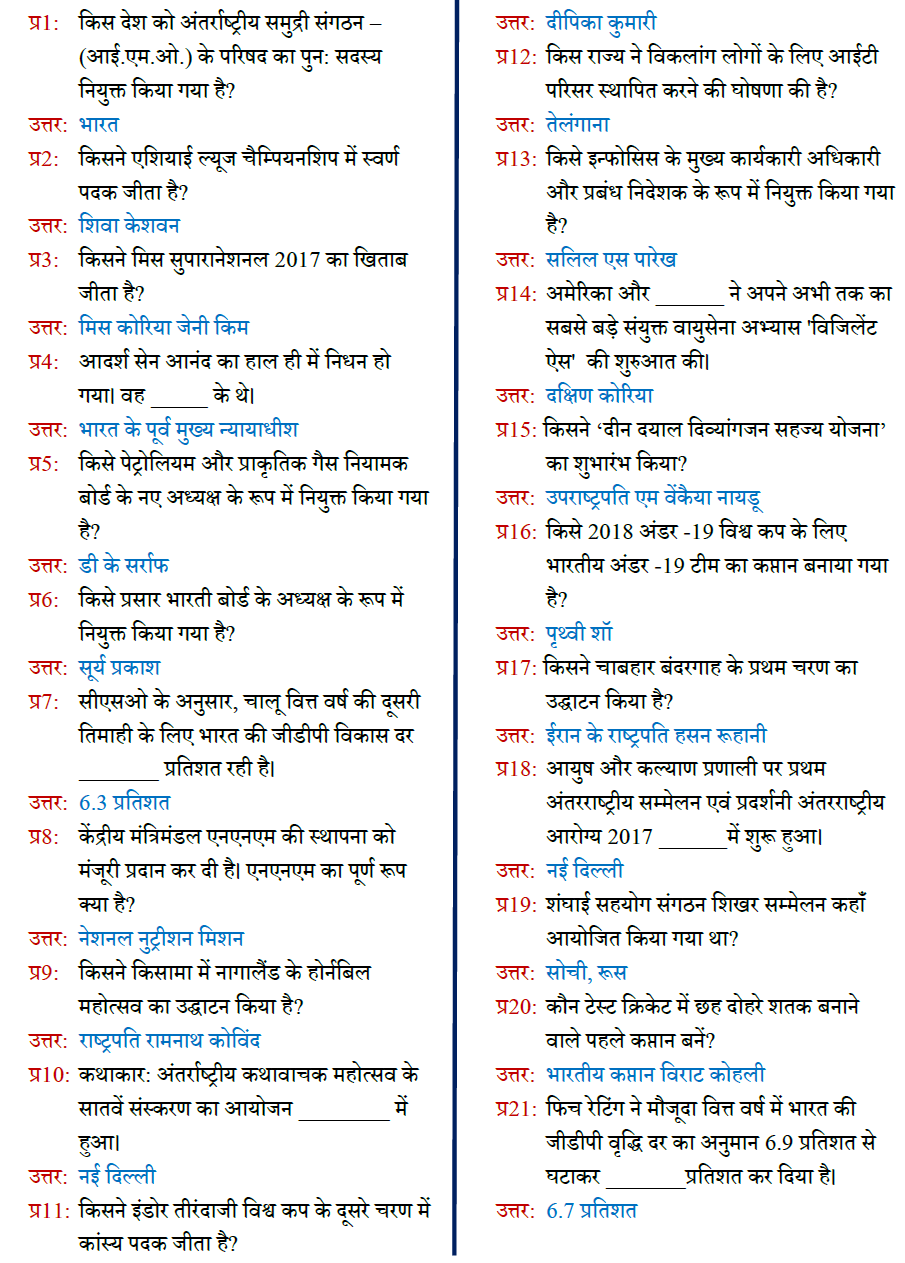 प्र1: किस देश को अंतर्राष्ट्रीय समुद्री संगठन –
(आई.एम.ओ.) के परिषद का पुन: सदस्य
नियुक्त किया गया है?
उत्तर: भारत
प्र2: किसने एशियाई ल्यूज चैम्पियनशिप में स्वर्ण
पदक जीता है?
उत्तर: शिवा केशवन
प्र3: किसने मिस सुपारानेशनल 2017 का खिताब
जीता है?
उत्तर: मिस कोरिया जेनी किम
प्र4: आदर्श सेन आनंद का हाल ही में निधन हो
गया। वह _____ के थे।
उत्तर: भारत के पूर्व मुख्य न्यायाधीश
प्र5: किसे पेट्रोलियम और प्राकृतिक गैस नियामक
बोर्ड के नए अध्यक्ष के रूप में नियुक्त किया गया
है?
उत्तर: डी के सर्राफ
प्र6: किसे प्रसार भारती बोर्ड के अध्यक्ष के रूप में
नियुक्त किया गया है?
उत्तर: सूर्य प्रकाश
प्र7: सीएसओ के अनुसार, चालू वित्त वर्ष की दूसरी
तिमाही के लिए भारत की जीडीपी विकास दर
_______ प्रतिशत रही है।
उत्तर: 6.3 प्रतिशत
प्र8: केंद्रीय मंत्रिमंडल एनएनएम की स्थापना को
मंजूरी प्रदान कर दी है। एनएनएम का पूर्ण रूप
क्या है?
उत्तर: नेशनल नुट्रीशन मिशन
प्र9: किसने किसामा में नागालैंड के होर्नबिल
महोत्सव का उद्घाटन किया है?
उत्तर: राष्ट्रपति रामनाथ कोविंद
प्र10: कथाकार: अंतर्राष्ट्रीय कथावाचक महोत्सव के
सातवें संस्करण का आयोजन ________ में
हुआ।
उत्तर: नई दिल्ली
प्र11: किसने इंडोर तीरंदाजी विश्व कप के दूसरे चरण में
कांस्य पदक जीता है?
उत्तर: दीपिका कुमारी
प्र12: किस राज्य ने विकलांग लोगों के लिए आईटी
परिसर स्थापित करने की घोषणा की है?
उत्तर: तेलंगाना
प्र13: किसे इन्फोसिस के मुख्य कार्यकारी अधिकारी
और प्रबंध निदेशक के रूप में नियुक्त किया गया
है?
उत्तर: सलिल एस पारेख
प्र14: अमेरिका और ______ ने अपने अभी तक का
सबसे बड़े संयुक्त वायुसेना अभ्यास 'विजिलेंट
ऐस' की शुरुआत की।
उत्तर: दक्षिण कोरिया
प्र15: किसने ‘दीन दयाल दिव्यांगजन सहज्य योजना’
का शुभारंभ किया?
उत्तर: उपराष्ट्रपति एम वेंकैया नायडू
प्र16: किसे 2018 अंडर -19 विश्व कप के लिए
भारतीय अंडर -19 टीम का कप्तान बनाया गया
है?
उत्तर: पृथ्वी शॉ
प्र17: किसने चाबहार बंदरगाह के प्रथम चरण का
उद्घाटन किया है?
उत्तर: ईरान के राष्ट्रपति हसन रूहानी
प्र18: आयुष और कल्याण प्रणाली पर प्रथम
अंतरराष्ट्रीय सम्मेलन एवं प्रदर्शनी अंतरराष्ट्रीय
आरोग्य 2017 ______में शुरू हुआ।
उत्तर: नई दिल्ली
प्र19: शंघाई सहयोग संगठन शिखर सम्मेलन कहाँ
आयोजित किया गया था?
उत्तर: सोची, रूस
प्र20: कौन टेस्ट क्रिकेट में छह दोहरे शतक बनाने
वाले पहले कप्तान बनें?
उत्तर: भारतीय कप्तान विराट कोहली
प्र21: फिच रेटिंग ने मौजूदा वित्त वर्ष में भारत की
जीडीपी वृद्धि दर का अनुमान 6.9 प्रतिशत से
घटाकर _______प्रतिशत कर दिया है।
उत्तर: 6.7 प्रतिशत